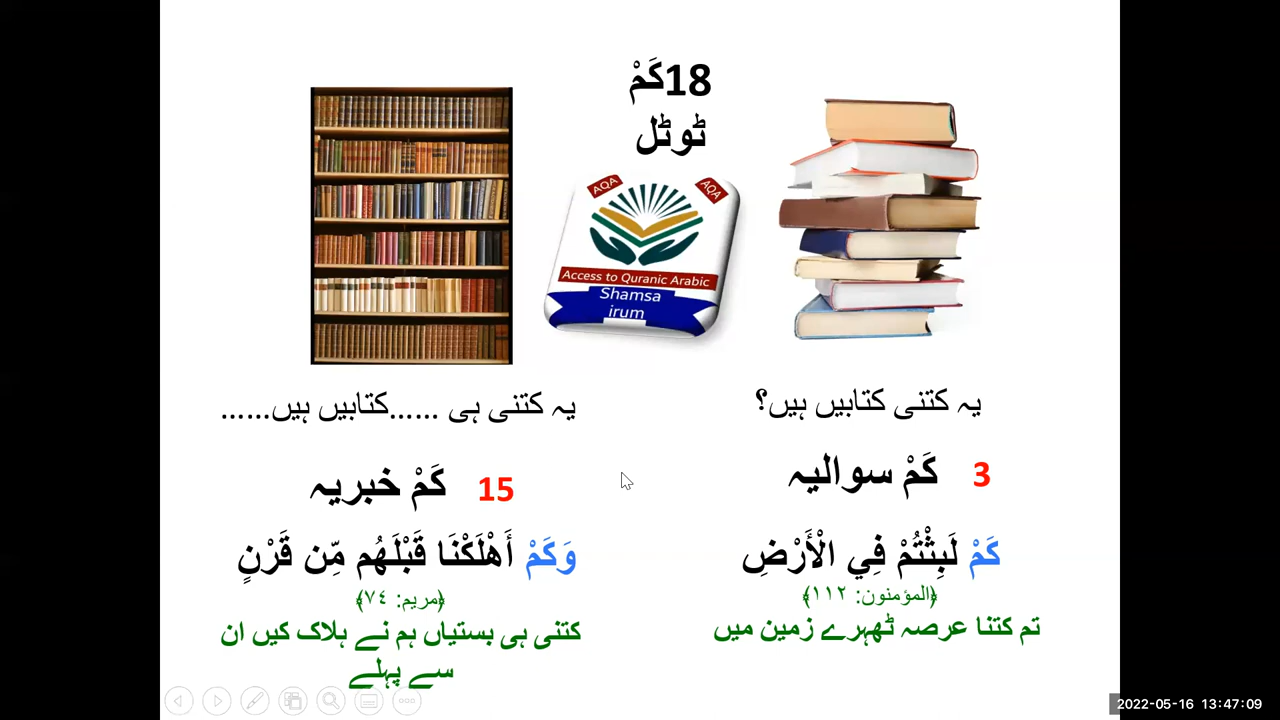 18كَمْ
ٹوٹل
AQA
AQA
Access to Quranic Arabic
Shamsa
irum
یہ کتنی کتابیں ہیں؟
یہ کتنی ہی ......کتابیں ہیں......
3 كَمْ سوالیہ
15 كَمْ خبریہ
كَمْ لَبِثْتُمْ فِي الْأَرْضِ
﴿المؤمنون: ١١٢﴾
تم کتنا عرصہ ٹھہرے زمین میں
وَكَمْ أَهْلَكْنَا قَبْلَهُم مِّن قَرْنٍ
﴿مريم: ٧٤﴾
کتنی ہی بستیاں ہم نے ہلاک کیں ان
سے پہلے
2022-05-16 13:47:09